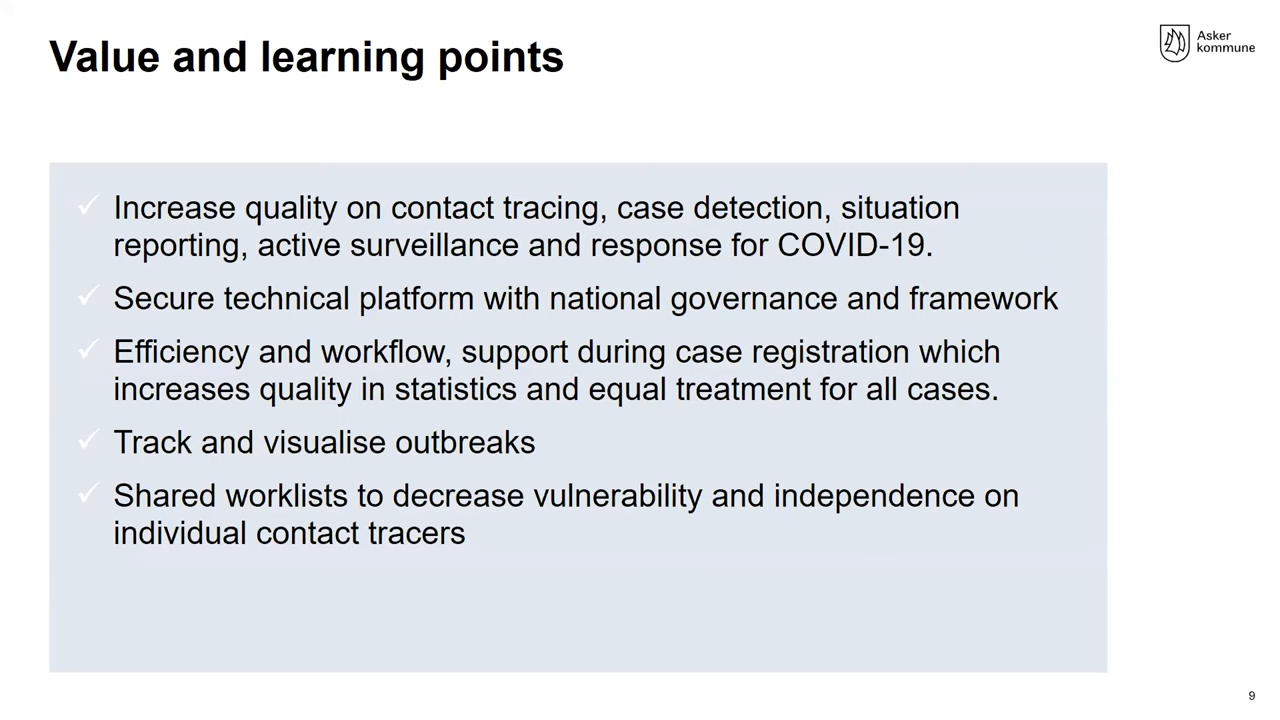 Value and learning points
Asker
kommune
Increase quality on contact tracing, case detection, situation
reporting, active surveillance and response for COVID-19.
Secure technical platform with national governance and framework
Efficiency and workflow, support during case registration which
increases quality in statistics and equal treatment for all cases.
Track and visualise outbreaks
Shared worklists to decrease vulnerability and independence on
individual contact tracers
9